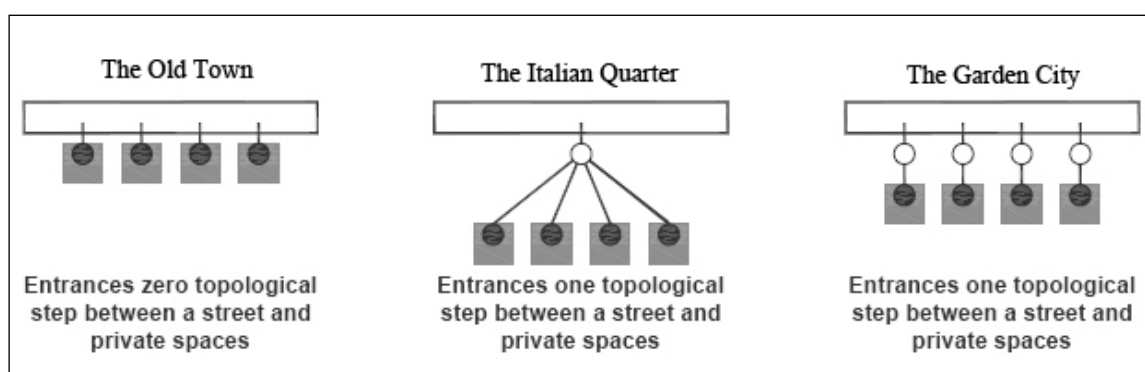 The Old Town
Entrances zero topological
step between a street and
private spaces
The Italian Quarter
Entrances one topological
step between a street and
private spaces
The Garden City
Entrances one topological
step between a street and
private spaces